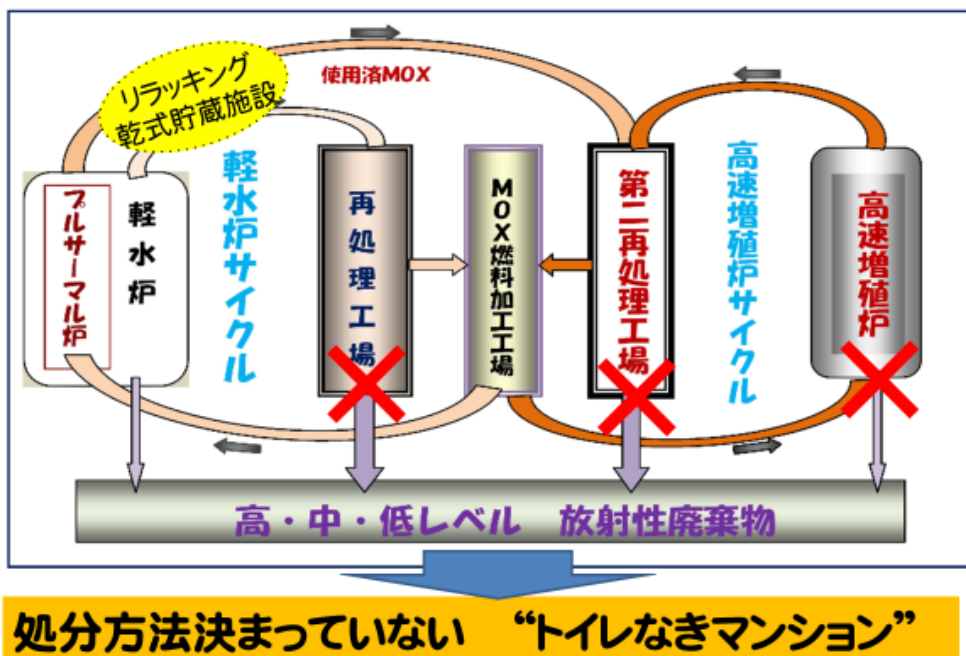 リラッキング
乾式貯蔵施設
使用済MOX
プルサーマル炉
軽水炉
軽水炉サイクル
再処理工場
MOX燃料加工工場
第二再処理工場
高速増殖炉サイクル
高速増殖炉
高・中・低レベル 放射性廃棄物
処分方法決まっていない “トイレなきマンション”